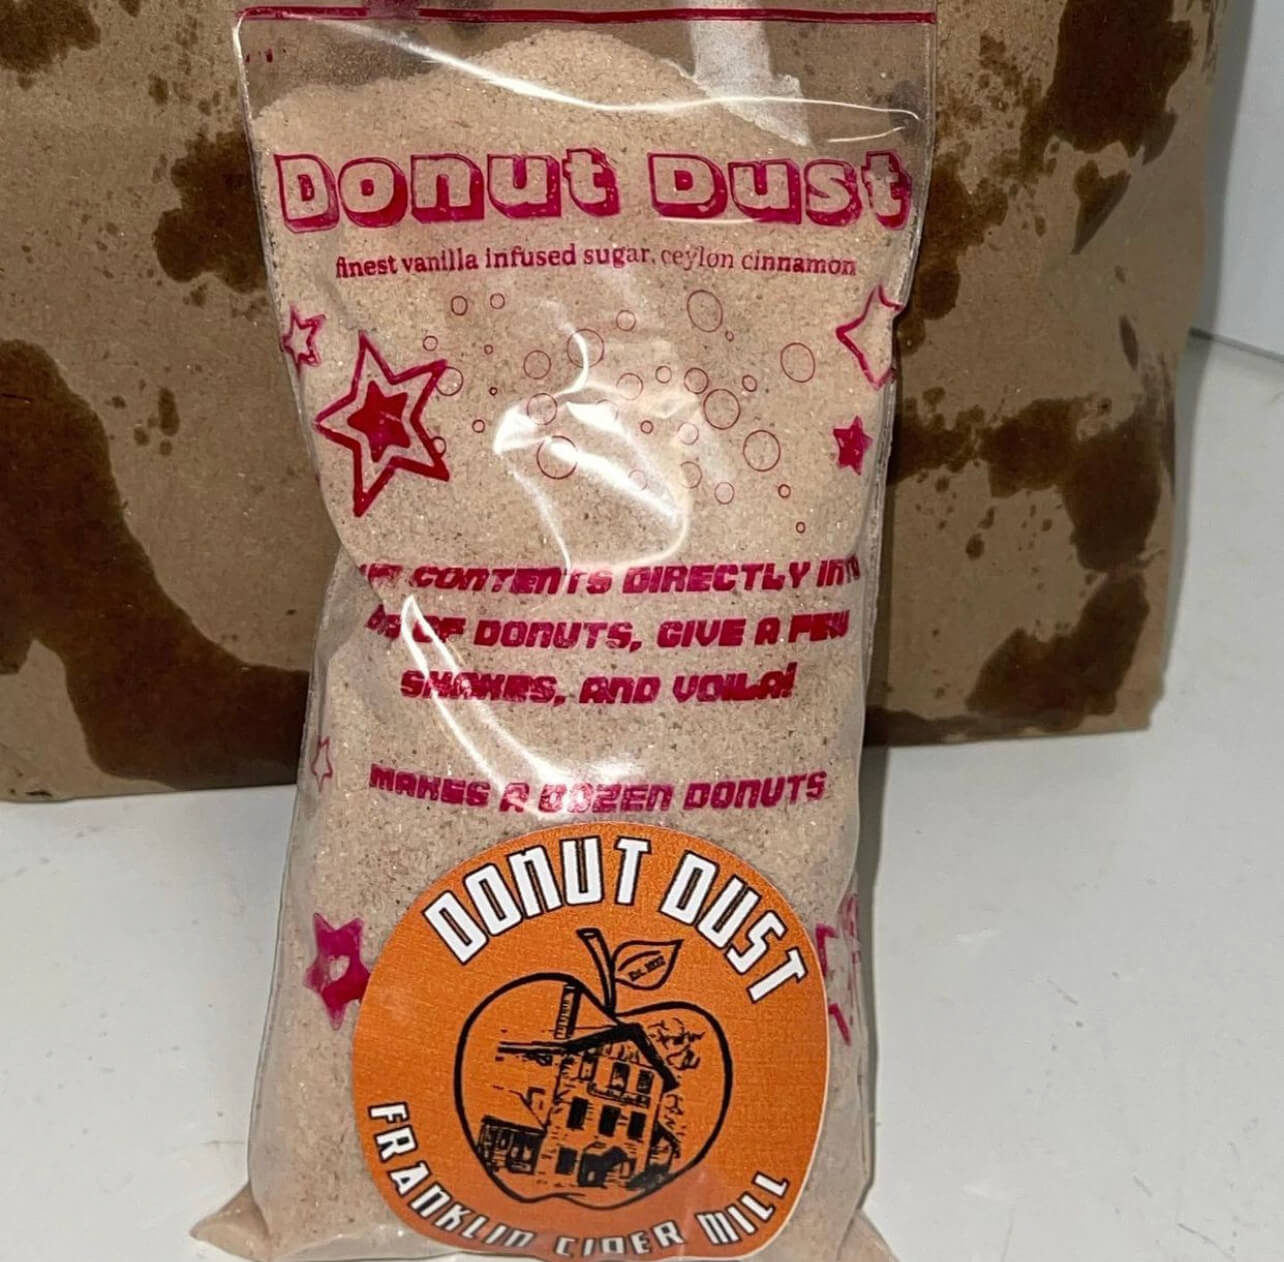 Donut Dust
finest vanilla infused sugar, ceylon cinnamon
CONTENTS DIRECTLY INTO
OF DONUTS, GIVE A FEW
SHAKES, AND VOILA!
MAKES A DOZEN DONUTS
DONUT DUST
FRANKLIN CIDER MILL